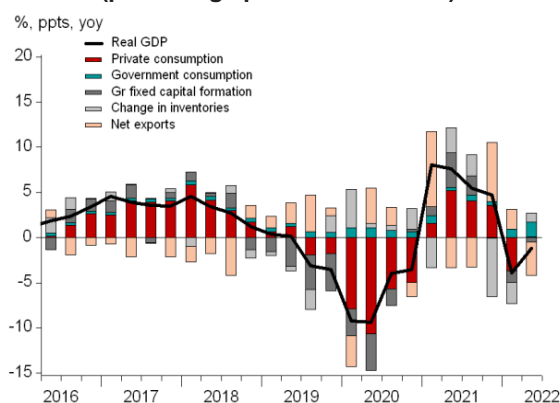 %, ppts, yoy
Real GDP
Private consumption
Government consumption
Gr fixed capital formation
Change in inventories
Net exports
20
15
10
5
0
-5
-10
-15
2016 2017 2018 2019 2020 2021 2022